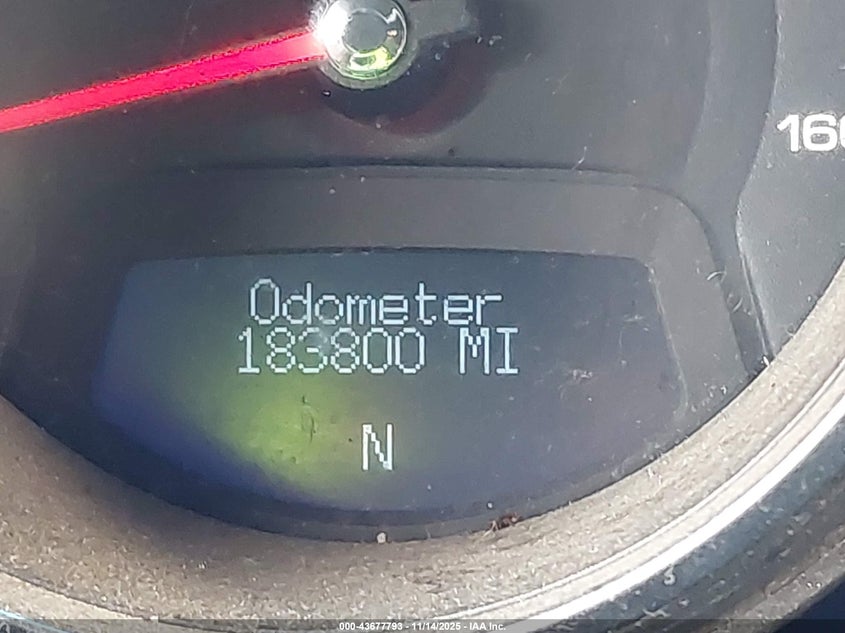 160
Odometer
183800 MI
N
000-43677793 - 11/14/2025 - IAA Inc.